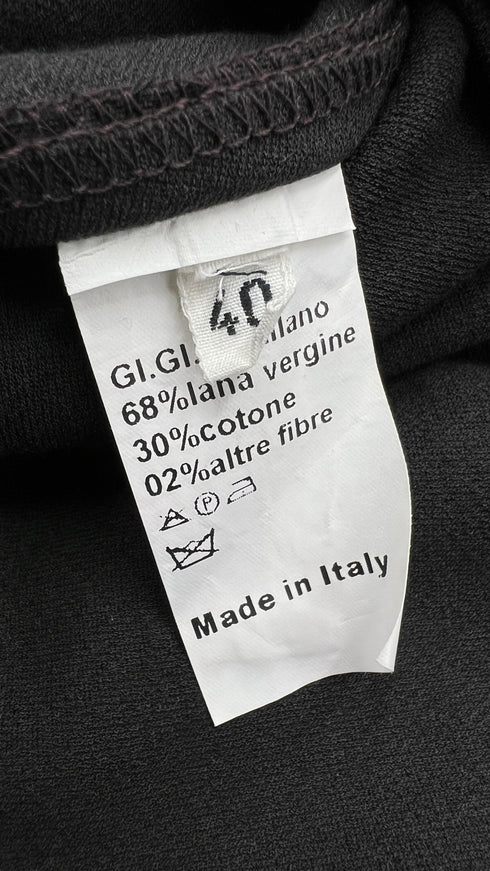 40
GI.GI.
68%lana vergine
30%cotone
02%altre fibre
P
Made in Italy